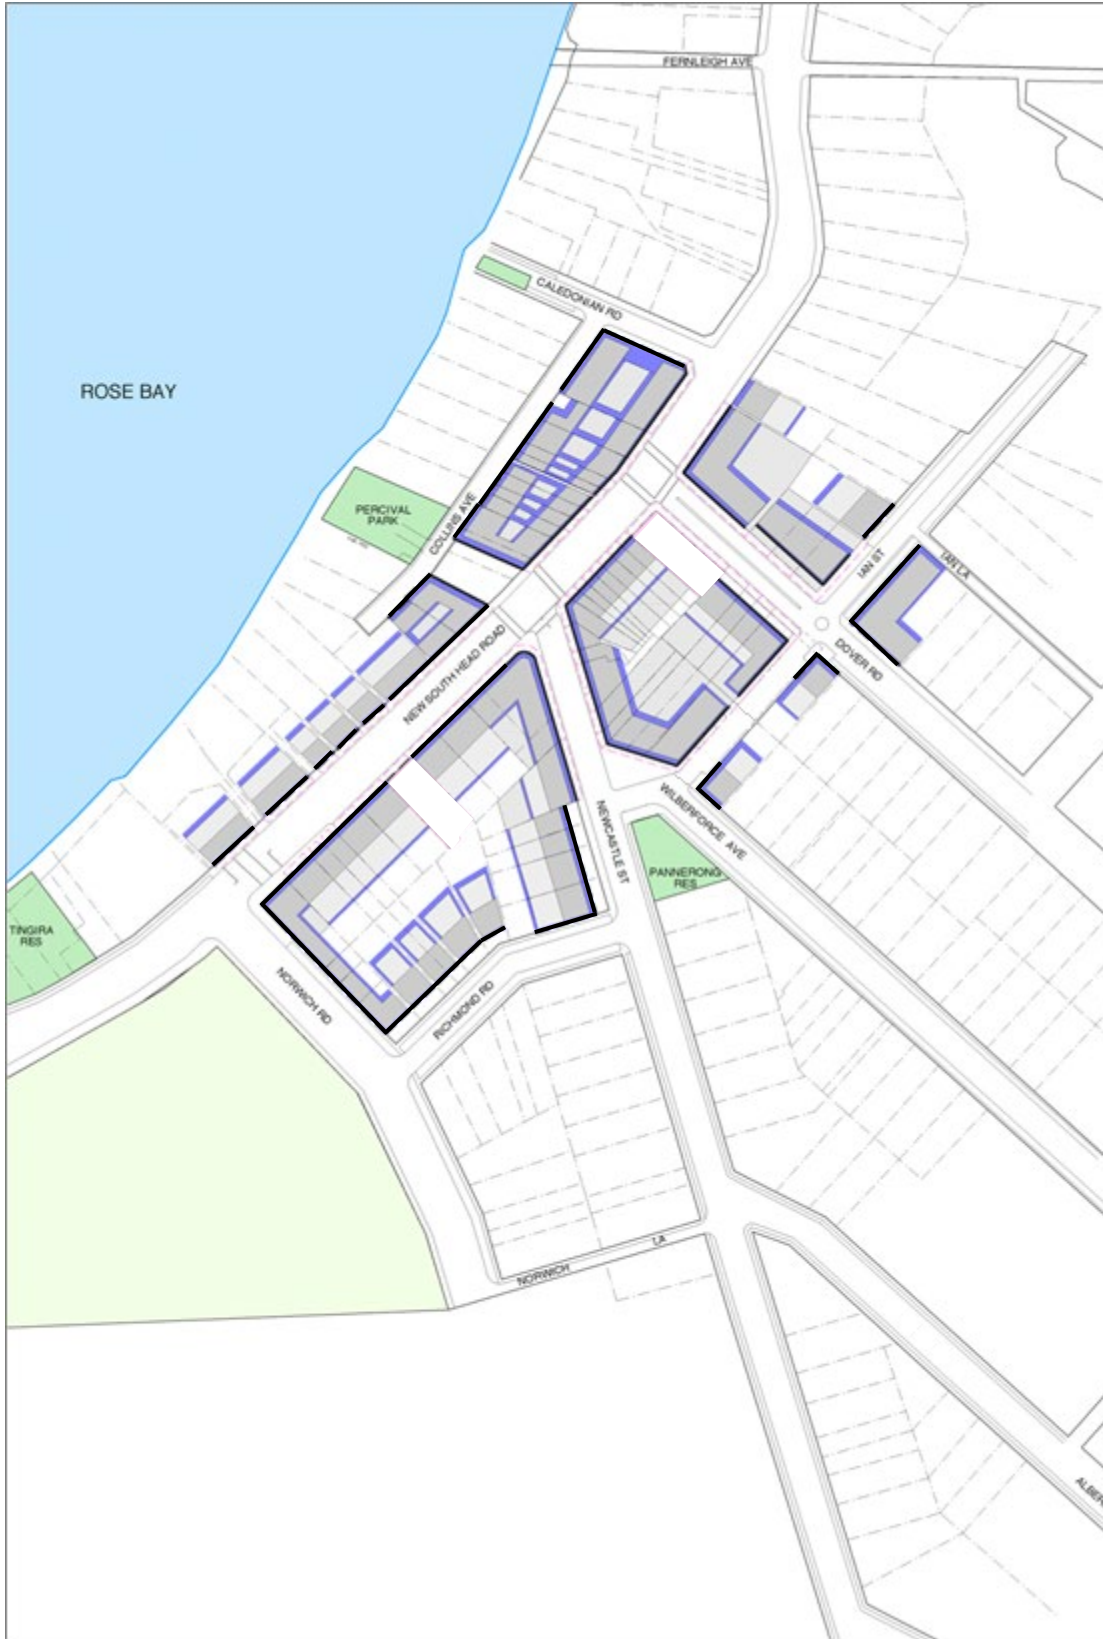 FERNLEIGH AVE
CALEDONIAN RD
ROSE BAY
PERCIVAL
PARK
COLLINS AVE
IAN ST
IAN LA
NEW SOUTH HEAD ROAD
DOVER RD
WILBERFORCE AVE
NEWCASTLE ST
PANNERONG
RES
TINGIRA
RES
NORWICH RD
RICHMOND RD
NORWICH LA
ALBER